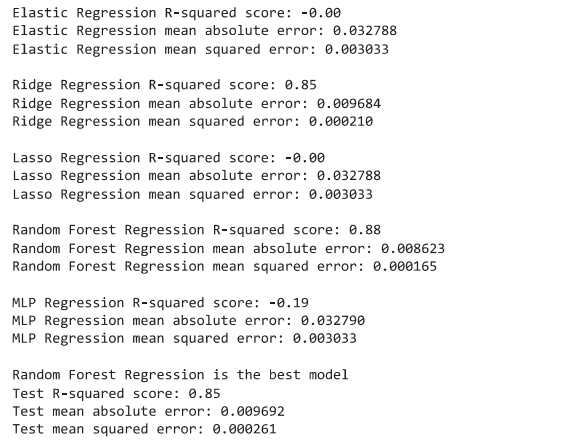 Elastic Regression R-squared score: -0.00
Elastic Regression mean absolute error: 0.032788
Elastic Regression mean squared error: 0.003033
Ridge Regression R-squared score: 0.85
Ridge Regression mean absolute error: 0.009684
Ridge Regression mean squared error: 0.000210
Lasso Regression R-squared score: -0.00
Lasso Regression mean absolute error: 0.032788
Lasso Regression mean squared error: 0.003033
Random Forest Regression R-squared score: 0.88
Random Forest Regression mean absolute error: 0.008623
Random Forest Regression mean squared error: 0.000165
MLP Regression R-squared score: -0.19
MLP Regression mean absolute error: 0.032790
MLP Regression mean squared error: 0.003033
Random Forest Regression is the best model
Test R-squared score: 0.85
Test mean absolute error: 0.009692
Test mean squared error: 0.000261